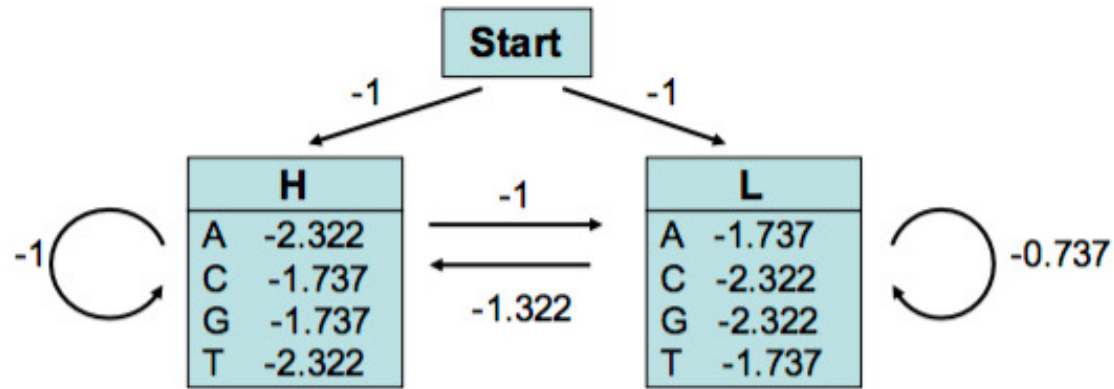 Start
-1 -1
H L
-1
A -2.322 A -1.737
-1 C -1.737 C -2.322 -0.737
G -1.737 -1.322 G -2.322
T -2.322 T -1.737